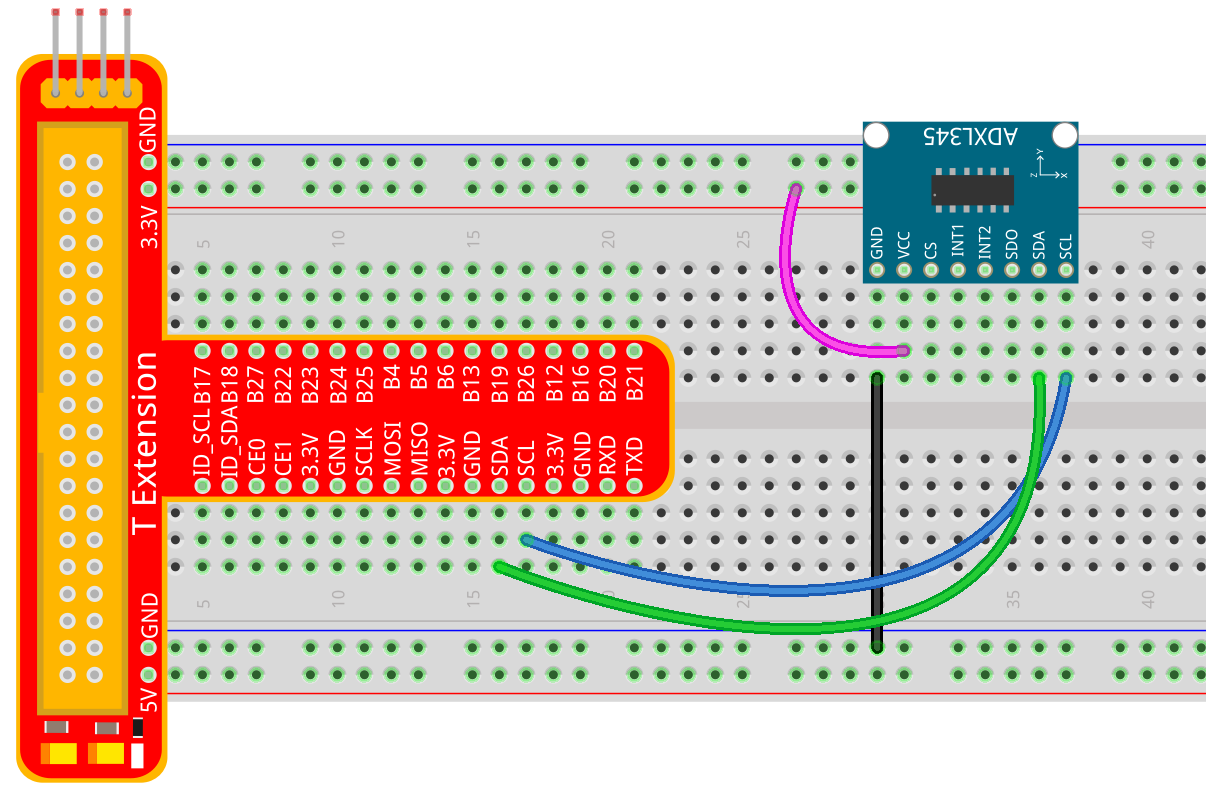 GND
3.3V
T Extension
GND
5V
B17
B18
B27
B22
B23
B24
B25
B4
B5
B6
B13
B19
B26
B12
B16
B20
B21
ID_SCL
ID_SDA
CE0
CE1
3.3V
GND
SCLK
MOSI
MISO
3.3V
GND
SDA
SCL
3.3V
GND
RXD
TXD
5
10
15
20
25
40
ADXL345
Y
Z
X
GND
VCC
CS
INT1
INT2
SDO
SDA
SCL
5
10
15
20
25
35
40